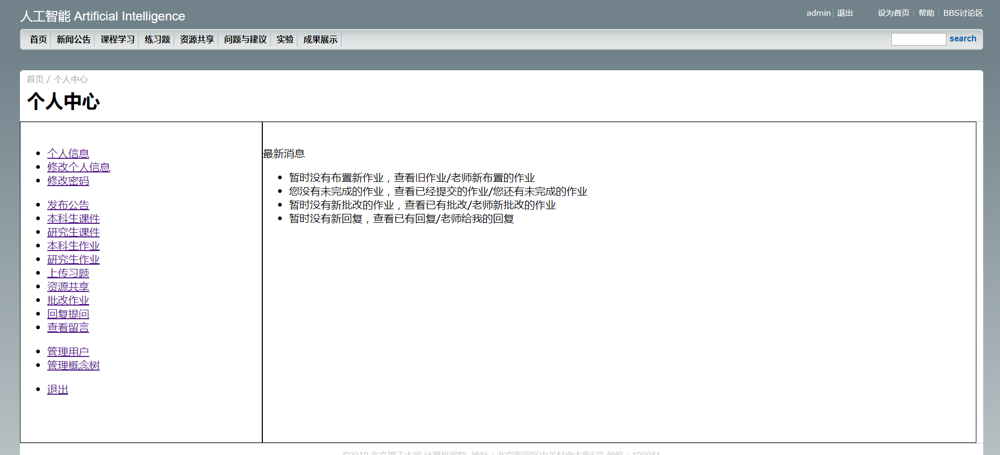 人工智能 Artificial Intelligence
admin | 退出 设为首页 | 帮助 | BBS讨论区
首页 新闻公告 课程学习 练习题 资源共享 问题与建议 实验 成果展示 search
首页 / 个人中心
个人中心
个人信息
修改个人信息
修改密码
发布公告
本科生课件
研究生课件
本科生作业
研究生作业
上传习题
资源共享
批改作业
回复提问
查看留言
管理用户
管理概念树
退出
最新消息
暂时没有布置新作业，查看旧作业/老师新布置的作业
您没有未完成的作业，查看已经提交的作业/您还有未完成的作业
暂时没有新批改的作业，查看已有批改/老师新批改的作业
暂时没有新回复，查看已有回复/老师给我的回复
©2010 北京理工大学 计算机学院 地址：北京海淀区中关村南大街5号 邮编：100081